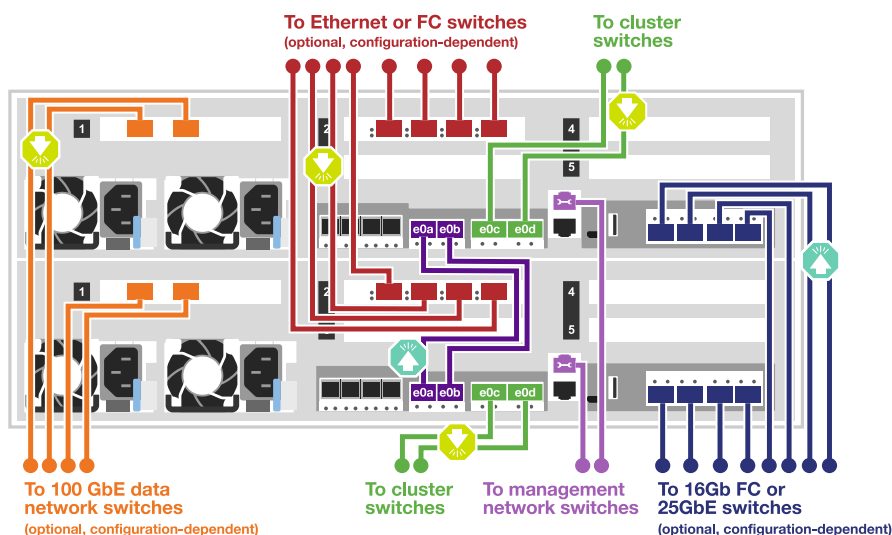 To Ethernet or FC switches
(optional, configuration-dependent)
To cluster
switches
1
2
4
5
e0a e0b
e0c e0d
1
2
4
5
e0a e0b
e0c e0d
To 100 GbE data
network switches
(optional, configuration-dependent)
To cluster
switches
To management
network switches
To 16Gb FC or
25GbE switches
(optional, configuration-dependent)